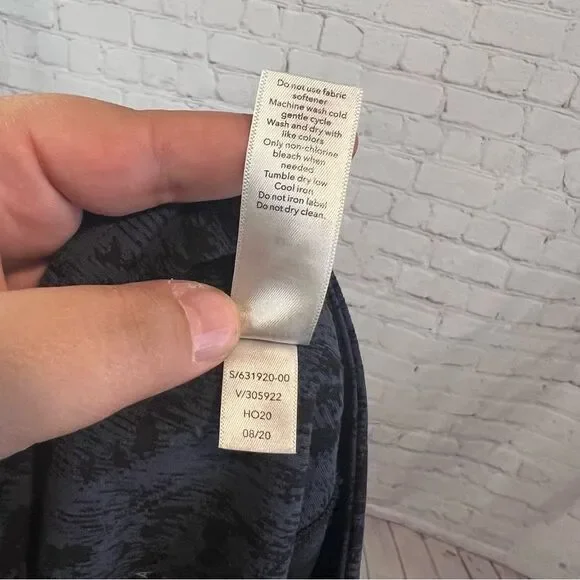 Do not use fabric
softener
Machine wash cold
gentle cycle
Wash and dry with
like colors
Only non-chlorine
bleach when
needed
Tumble dry low
Cool iron
Do not iron label
Do not dry clean.
S/631920-00
V/305922
HO20
08/20